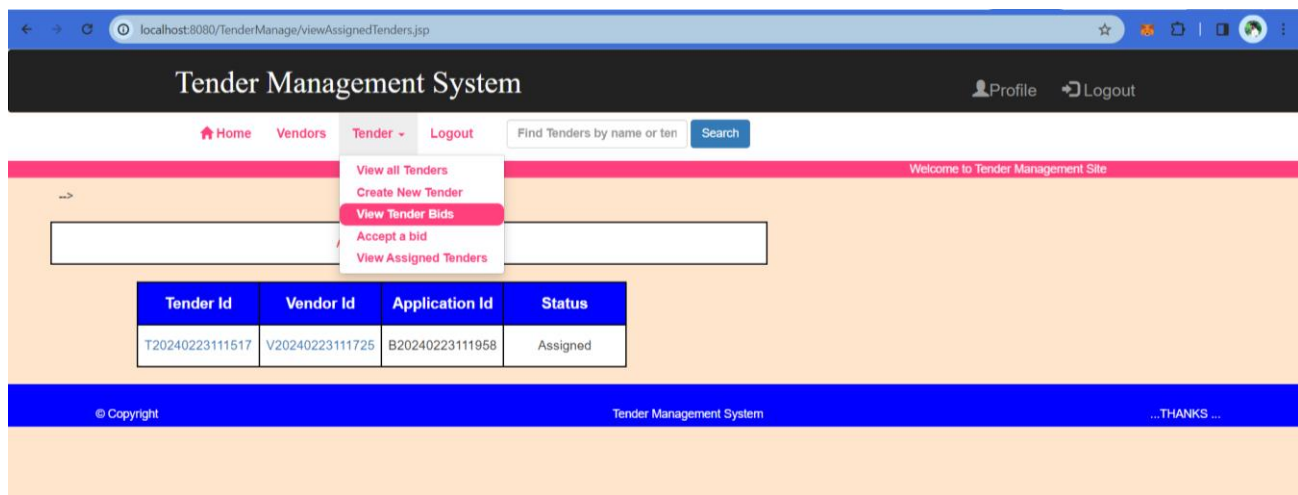 localhost:8080/TenderManage/viewAssignedTenders.jsp
Tender Management System
Profile Logout
Home Vendors Tender Logout Find Tenders by name or ten Search
Welcome to Tender Management Site
View all Tenders
Create New Tender
View Tender Bids
Accept a bid
View Assigned Tenders
-->
Tender Id Vendor Id Application Id Status
T20240223111517 V20240223111725 B20240223111958 Assigned
© Copyright Tender Management System ...THANKS ...